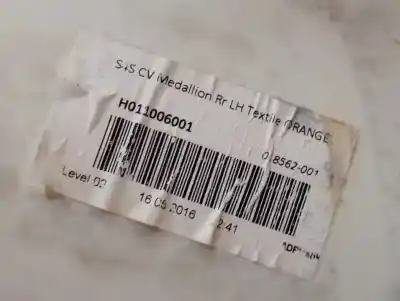 S+S CV Medallion Rr LH Textile ORANGE
H011006001
0 8562-001
Level 02
16 05 2016 2:41